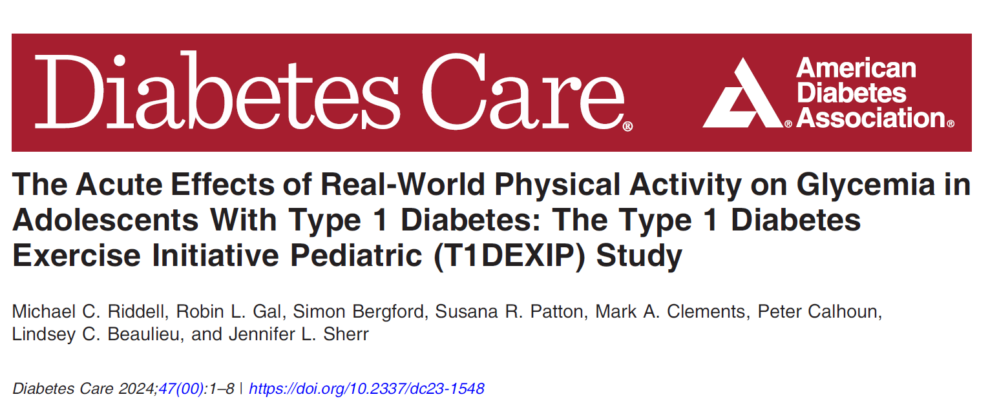 Diabetes Care®
American
Diabetes
® Association®
The Acute Effects of Real-World Physical Activity on Glycemia in
Adolescents With Type 1 Diabetes: The Type 1 Diabetes
Exercise Initiative Pediatric (T1DEXIP) Study
Michael C. Riddell, Robin L. Gal, Simon Bergford, Susana R. Patton, Mark A. Clements, Peter Calhoun,
Lindsey C. Beaulieu, and Jennifer L. Sherr
Diabetes Care 2024;47(00):1–8 | https://doi.org/10.2337/dc23-1548